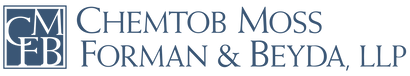 CM
FB
CHEMTOB MOSS
FORMAN & BEYDA, LLP